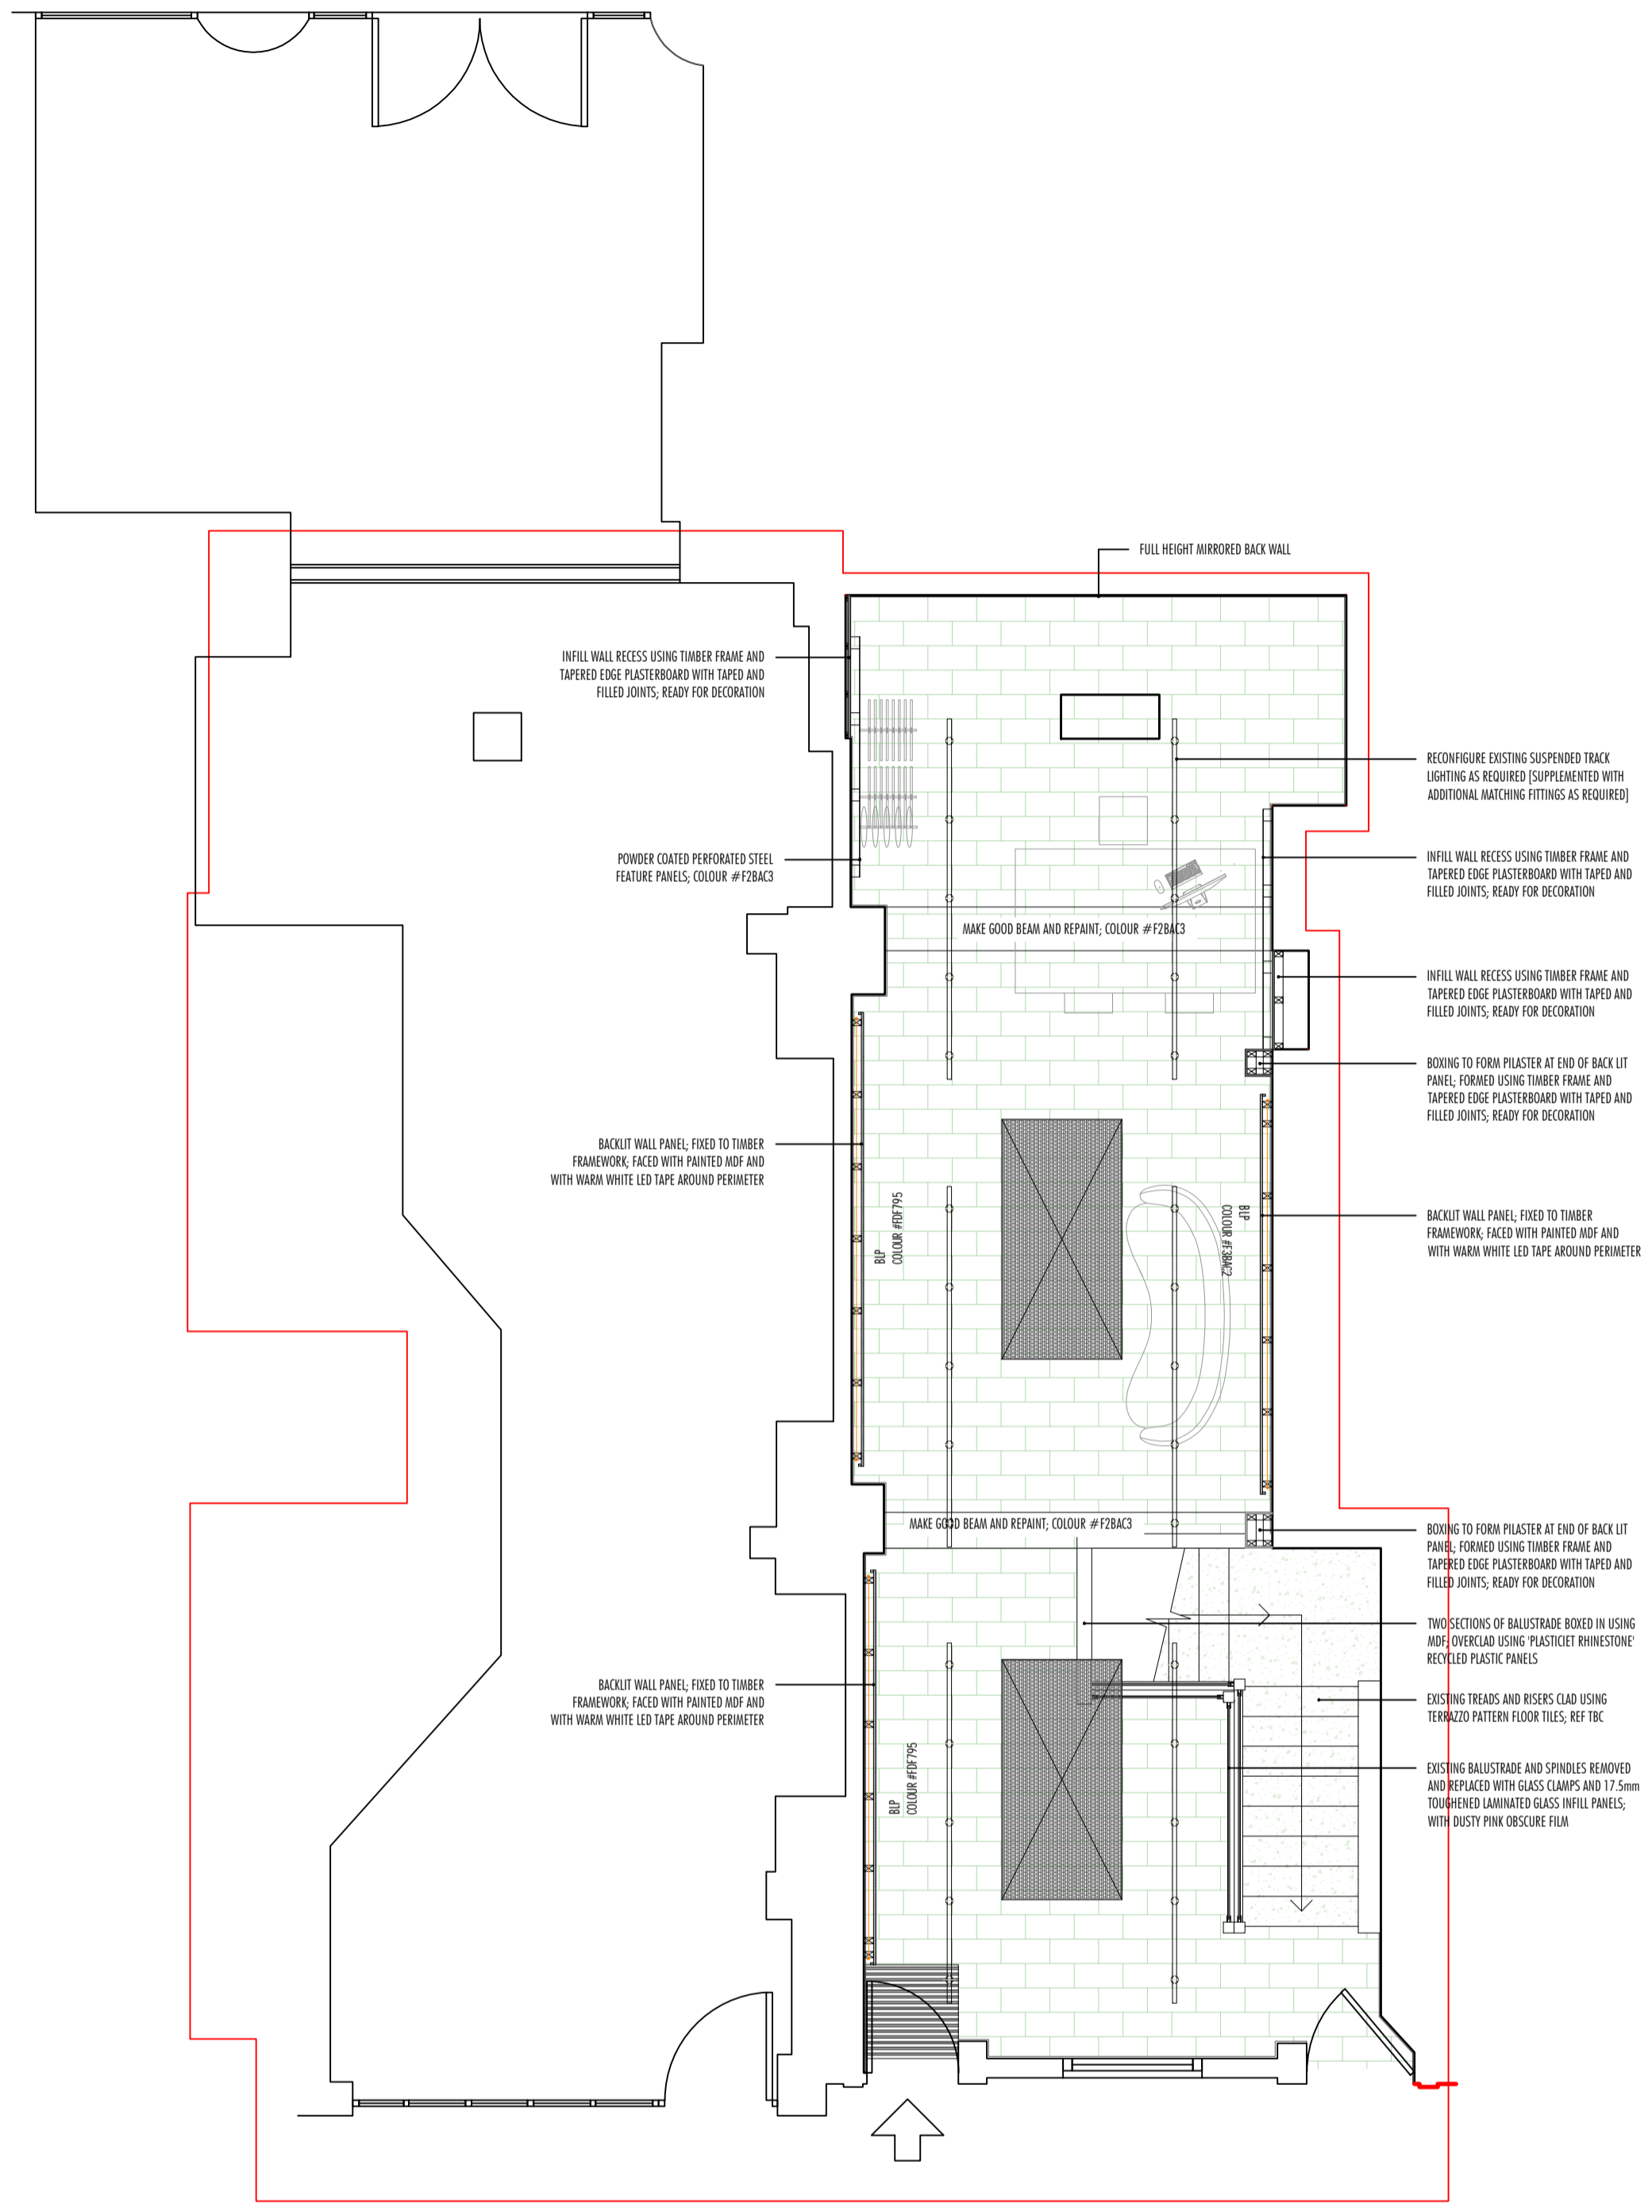 FULL HEIGHT MIRRORED BACK WALL
INFILL WALL RECESS USING TIMBER FRAME AND
TAPERED EDGE PLASTERBOARD WITH TAPED AND
FILLED JOINTS; READY FOR DECORATION
RECONFIGURE EXISTING SUSPENDED TRACK
LIGHTING AS REQUIRED [SUPPLEMENTED WITH
ADDITIONAL MATCHING FITTINGS AS REQUIRED]
POWDER COATED PERFORATED STEEL
FEATURE PANELS; COLOUR #F2BAC3
INFILL WALL RECESS USING TIMBER FRAME AND
TAPERED EDGE PLASTERBOARD WITH TAPED AND
FILLED JOINTS; READY FOR DECORATION
MAKE GOOD BEAM AND REPAINT; COLOUR #F2BAC3
INFILL WALL RECESS USING TIMBER FRAME AND
TAPERED EDGE PLASTERBOARD WITH TAPED AND
FILLED JOINTS; READY FOR DECORATION
BOXING TO FORM PILASTER AT END OF BACK LIT
PANEL; FORMED USING TIMBER FRAME AND
TAPERED EDGE PLASTERBOARD WITH TAPED AND
FILLED JOINTS; READY FOR DECORATION
BACKLIT WALL PANEL; FIXED TO TIMBER
FRAMEWORK; FACED WITH PAINTED MDF AND
WITH WARM WHITE LED TAPE AROUND PERIMETER
BLP
COLOUR #FDF795
BLP
COLOUR #F3BAC2
BACKLIT WALL PANEL; FIXED TO TIMBER
FRAMEWORK; FACED WITH PAINTED MDF AND
WITH WARM WHITE LED TAPE AROUND PERIMETER
MAKE GOOD BEAM AND REPAINT; COLOUR #F2BAC3
BOXING TO FORM PILASTER AT END OF BACK LIT
PANEL; FORMED USING TIMBER FRAME AND
TAPERED EDGE PLASTERBOARD WITH TAPED AND
FILLED JOINTS; READY FOR DECORATION
TWO SECTIONS OF BALUSTRADE BOXED IN USING
MDF; OVERCLAD USING 'PLASTICIET RHINESTONE'
RECYCLED PLASTIC PANELS
BACKLIT WALL PANEL; FIXED TO TIMBER
FRAMEWORK; FACED WITH PAINTED MDF AND
WITH WARM WHITE LED TAPE AROUND PERIMETER
EXISTING TREADS AND RISERS CLAD USING
TERRAZZO PATTERN FLOOR TILES; REF TBC
BLP
COLOUR #FDF795
EXISTING BALUSTRADE AND SPINDLES REMOVED
AND REPLACED WITH GLASS CLAMPS AND 17.5mm
TOUGHENED LAMINATED GLASS INFILL PANELS;
WITH DUSTY PINK OBSCURE FILM